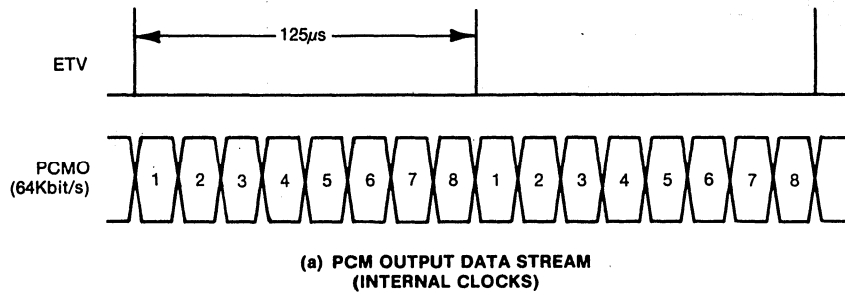 125μs
ETV
PCMO
(64Kbit/s)
1 2 3 4 5 6 7 8 1 2 3 4 5 6 7 8
(a) PCM OUTPUT DATA STREAM
(INTERNAL CLOCKS)